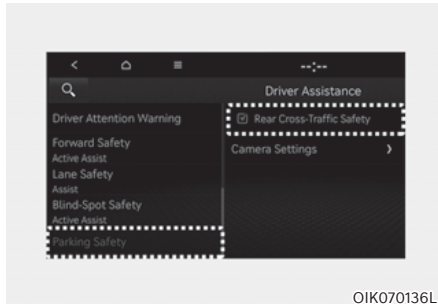 --:--
Driver Assistance
Driver Attention Warning
Forward Safety
Active Assist
Lane Safety
Assist
Blind-Spot Safety
Active Assist
Parking Safety
Rear Cross-Traffic Safety
Camera Settings
OIK070136L